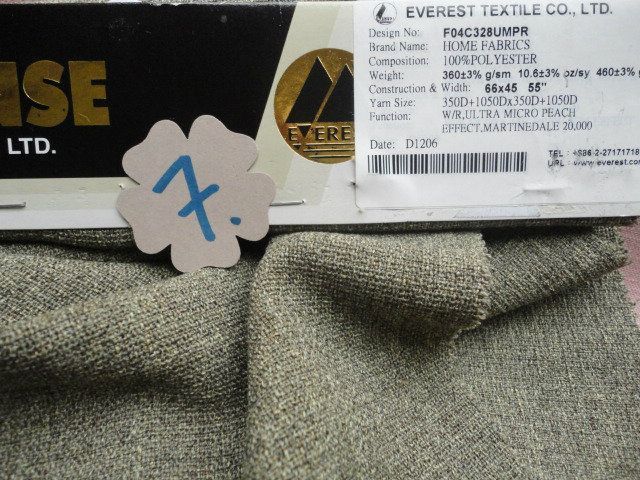 NSE
LTD.
EVEREST
7.
EVEREST TEXTILE CO., LTD.
Design No: F04C328UMPR
Brand Name: HOME FABRICS
Composition: 100%POLYESTER
Weight: 360±3% g/sm 10.6±3% oz/sy 460±3% g
Construction & Width: 66x45 55"
Yarn Size: 350D+1050Dx350D+1050D
Function: W/R,ULTRA MICRO PEACH
EFFECT,MARTINEDALE 20,000
Date: D1206
TEL : +886-2-27171718
URL : www.everest.com